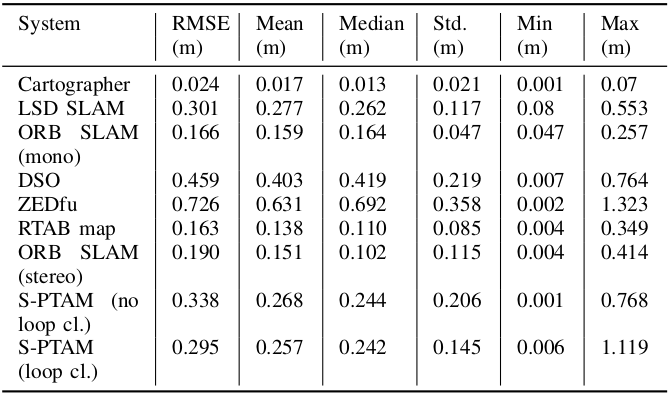 System RMSE Mean Median Std. Min Max
(m) (m) (m) (m) (m) (m)
Cartographer 0.024 0.017 0.013 0.021 0.001 0.07
LSD SLAM 0.301 0.277 0.262 0.117 0.08 0.553
ORB SLAM 0.166 0.159 0.164 0.047 0.047 0.257
(mono)
DSO 0.459 0.403 0.419 0.219 0.007 0.764
ZEDfu 0.726 0.631 0.692 0.358 0.002 1.323
RTAB map 0.163 0.138 0.110 0.085 0.004 0.349
ORB SLAM 0.190 0.151 0.102 0.115 0.004 0.414
(stereo)
S-PTAM (no 0.338 0.268 0.244 0.206 0.001 0.768
loop cl.)
S-PTAM 0.295 0.257 0.242 0.145 0.006 1.119
(loop cl.)